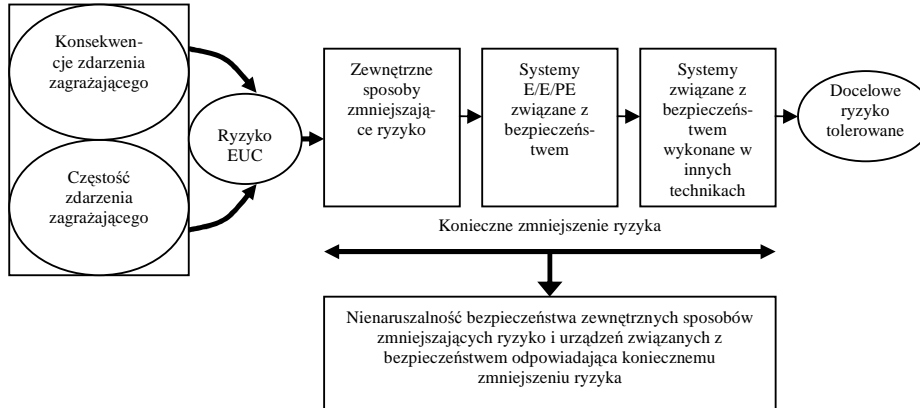 Konsekwen-
cje zdarzenia
zagrażającego
Częstość
zdarzenia
zagrażającego
Ryzyko
EUC
Zewnętrzne
sposoby
zmniejszają-
ce ryzyko
Systemy
E/E/PE
związane z
bezpieczeńs-
twem
Systemy
związane z
bezpieczeńs-
twem
wykonane w
innych
technikach
Docelowe
ryzyko
tolerowane
Konieczne zmniejszenie ryzyka
Nienaruszalność bezpieczeństwa zewnętrznych sposobów
zmniejszających ryzyko i urządzeń związanych z
bezpieczeństwem odpowiadająca koniecznemu
zmniejszeniu ryzyka